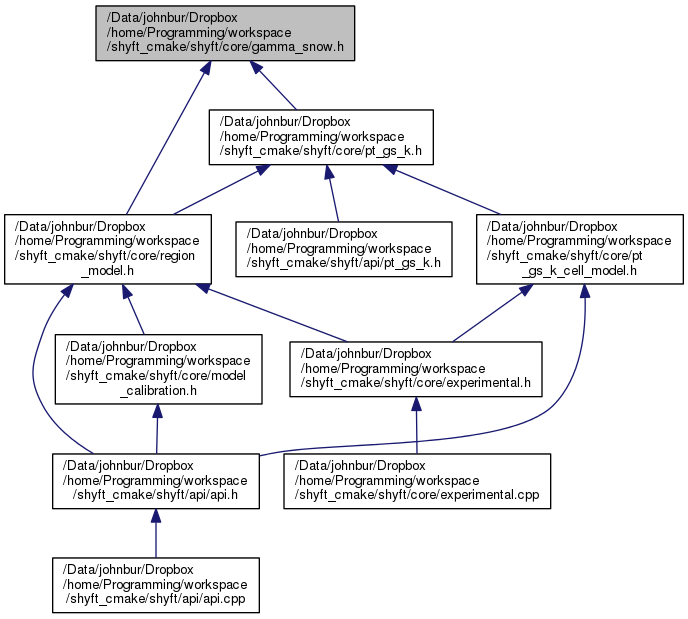 /Data/johnbur/Dropbox
/home/Programming/workspace
/shyft_cmake/shyft/core/gamma_snow.h
/Data/johnbur/Dropbox
/home/Programming/workspace
/shyft_cmake/shyft/core/pt_gs_k.h
/Data/johnbur/Dropbox
/home/Programming/workspace
/shyft_cmake/shyft/core/region
_model.h
/Data/johnbur/Dropbox
/home/Programming/workspace
/shyft_cmake/shyft/api/pt_gs_k.h
/Data/johnbur/Dropbox
/home/Programming/workspace
/shyft_cmake/shyft/core/pt
_gs_k_cell_model.h
/Data/johnbur/Dropbox
/home/Programming/workspace
/shyft_cmake/shyft/core/model
_calibration.h
/Data/johnbur/Dropbox
/home/Programming/workspace
/shyft_cmake/shyft/core/experimental.h
/Data/johnbur/Dropbox
/home/Programming/workspace
/shyft_cmake/shyft/api/api.h
/Data/johnbur/Dropbox
/home/Programming/workspace
/shyft_cmake/shyft/core/experimental.cpp
/Data/johnbur/Dropbox
/home/Programming/workspace
/shyft_cmake/shyft/api/api.cpp